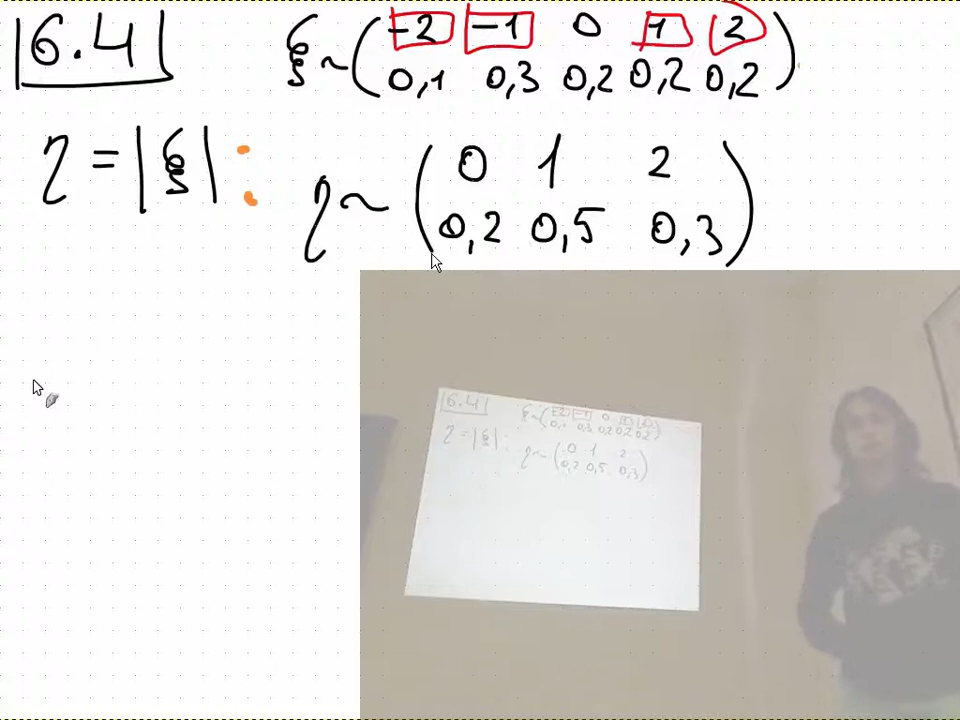 6.4
ξ ~ (-2 -1 0 1 2
0,1 0,3 0,2 0,2 0,2)
η = |ξ| :
η ~ (0 1 2
0,2 0,5 0,3)